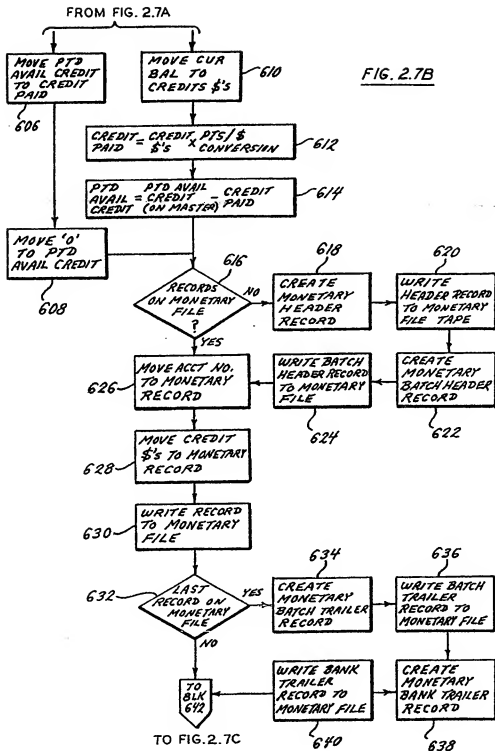 FROM FIG. 2.7A
FIG. 2.7B
MOVE PTD
AVAIL CREDIT
TO CREDIT
PAID
606
MOVE CUR
BAL TO
CREDITS $'S
610
CREDIT = CREDIT × PTS/$
PAID $'S CONVERSION
612
PTD PTD AVAIL
AVAIL = CREDIT - CREDIT
CREDIT (ON MASTER) PAID
614
MOVE '0'
TO PTD
AVAIL CREDIT
608
616
RECORDS
ON MONETARY
FILE
?
NO
YES
618
CREATE
MONETARY
HEADER
RECORD
620
WRITE
HEADER RECORD
TO MONETARY
FILE TAPE
626
MOVE ACCT NO.
TO MONETARY
RECORD
WRITE BATCH
HEADER RECORD
TO MONETARY
FILE
624
CREATE
MONETARY
BATCH HEADER
RECORD
622
628
MOVE CREDIT
$'S TO MONETARY
RECORD
630
WRITE RECORD
TO MONETARY
FILE
632
LAST
RECORD ON
MONETARY
FILE
YES
NO
634
CREATE
MONETARY
BATCH TRAILER
RECORD
636
WRITE BATCH
TRAILER
RECORD TO
MONETARY FILE
TO
BLK
642
WRITE BANK
TRAILER
RECORD TO
MONETARY FILE
640
CREATE
MONETARY
BANK TRAILER
RECORD
638
TO FIG. 2.7C